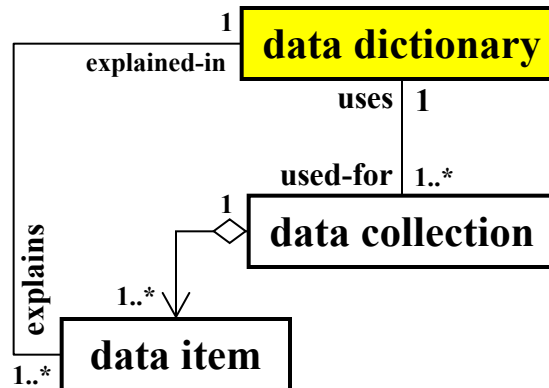 1
data dictionary
explained-in
uses
1
used-for
1..*
1
data collection
explains
1..*
data item
1..*